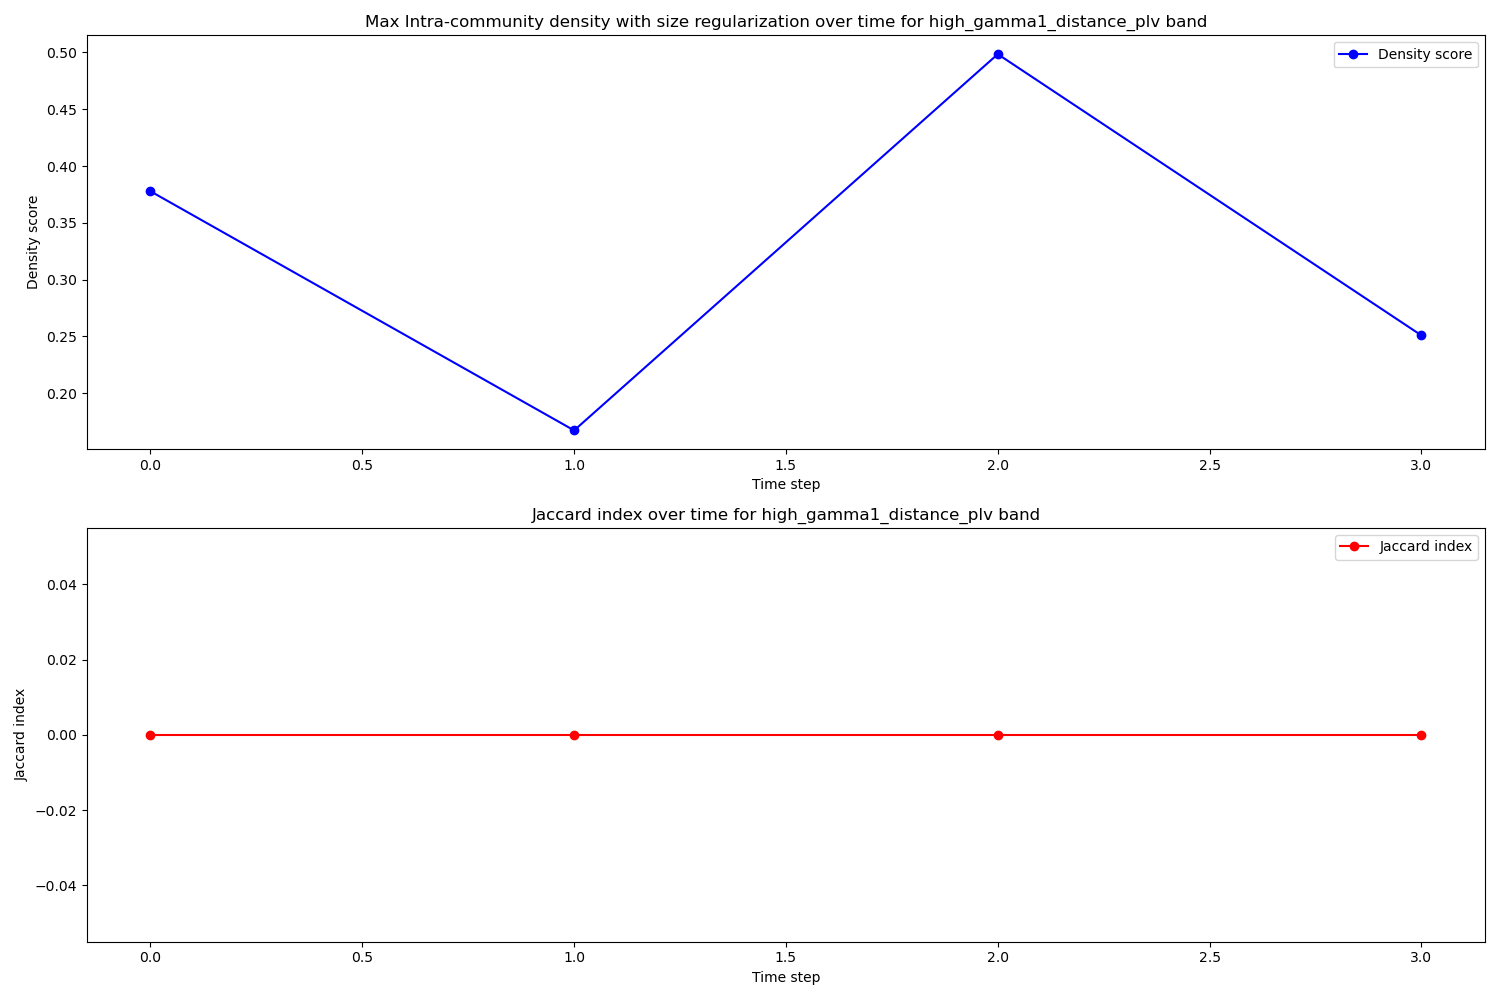 Max Intra-community density with size regularization over time for high_gamma1_distance_plv band
Density score
0.50
0.45
0.40
0.35
0.30
0.25
0.20
Density score
0.0 0.5 1.0 1.5 2.0 2.5 3.0
Time step
Jaccard index over time for high_gamma1_distance_plv band
Jaccard index
0.04
0.02
0.00
−0.02
−0.04
Jaccard index
0.0 0.5 1.0 1.5 2.0 2.5 3.0
Time step